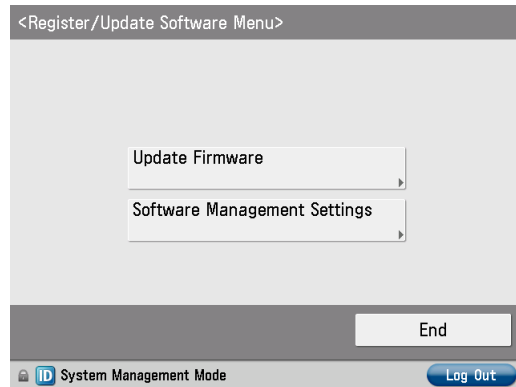 <Register/Update Software Menu>
Update Firmware
Software Management Settings
End
ID System Management Mode
Log Out